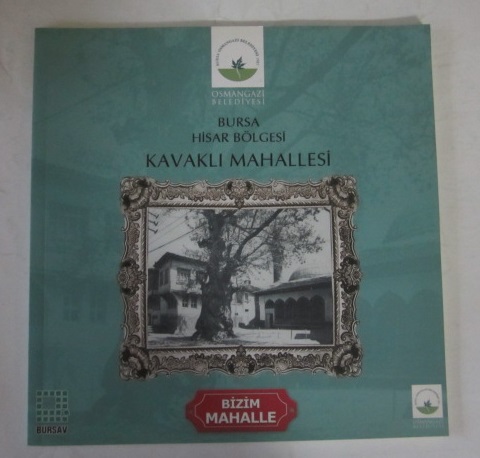 OSMANGAZİ
BELEDİYESİ
BURSA
HİSAR BÖLGESİ
KAVAKLI MAHALLESİ
BİZİM
MAHALLE
BURSAV